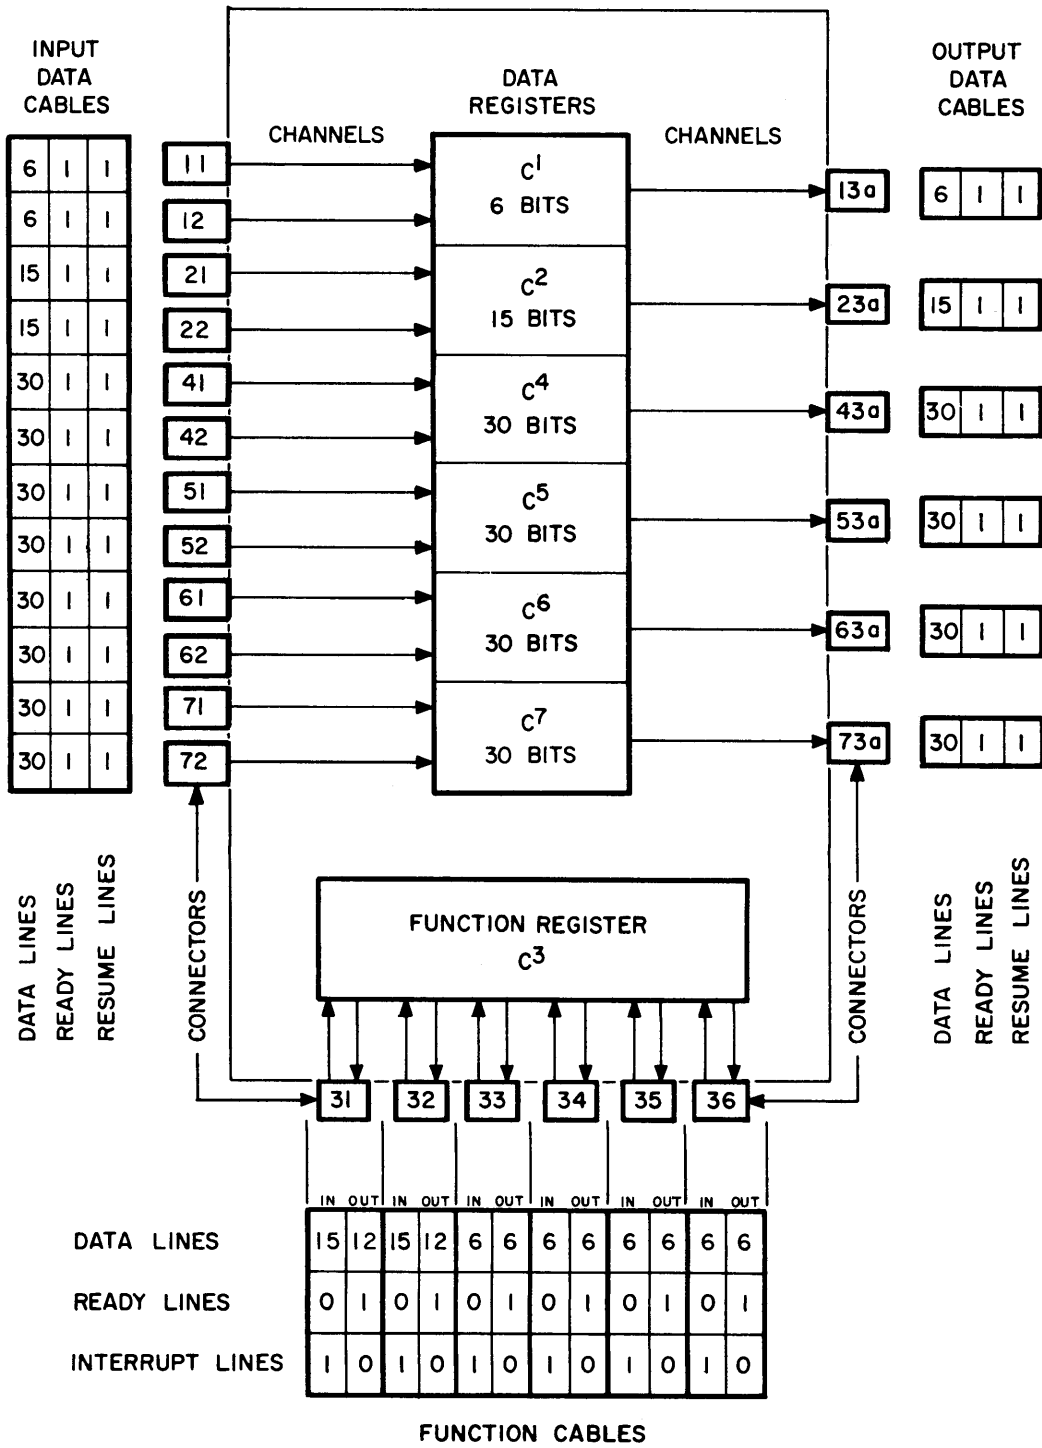 INPUT
DATA
CABLES
DATA
REGISTERS
OUTPUT
DATA
CABLES
CHANNELS
CHANNELS
6 1 1
6 1 1
15 1 1
15 1 1
30 1 1
30 1 1
30 1 1
30 1 1
30 1 1
30 1 1
30 1 1
30 1 1
11
12
21
22
41
42
51
52
61
62
71
72
C1
6 BITS
C2
15 BITS
C4
30 BITS
C5
30 BITS
C6
30 BITS
C7
30 BITS
13a
23a
43a
53a
63a
73a
6 1 1
15 1 1
30 1 1
30 1 1
30 1 1
30 1 1
DATA LINES
READY LINES
RESUME LINES
CONNECTORS
FUNCTION REGISTER
C3
CONNECTORS
DATA LINES
READY LINES
RESUME LINES
31 32 33 34 35 36
IN OUT IN OUT IN OUT IN OUT IN OUT IN OUT
DATA LINES 15 12 15 12 6 6 6 6 6 6 6 6
READY LINES 0 1 0 1 0 1 0 1 0 1 0 1
INTERRUPT LINES 1 0 1 0 1 0 1 0 1 0 1 0
FUNCTION CABLES